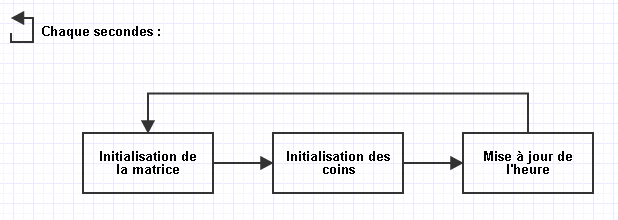 Chaque secondes :
Initialisation de
la matrice
Initialisation des
coins
Mise à jour de
l'heure